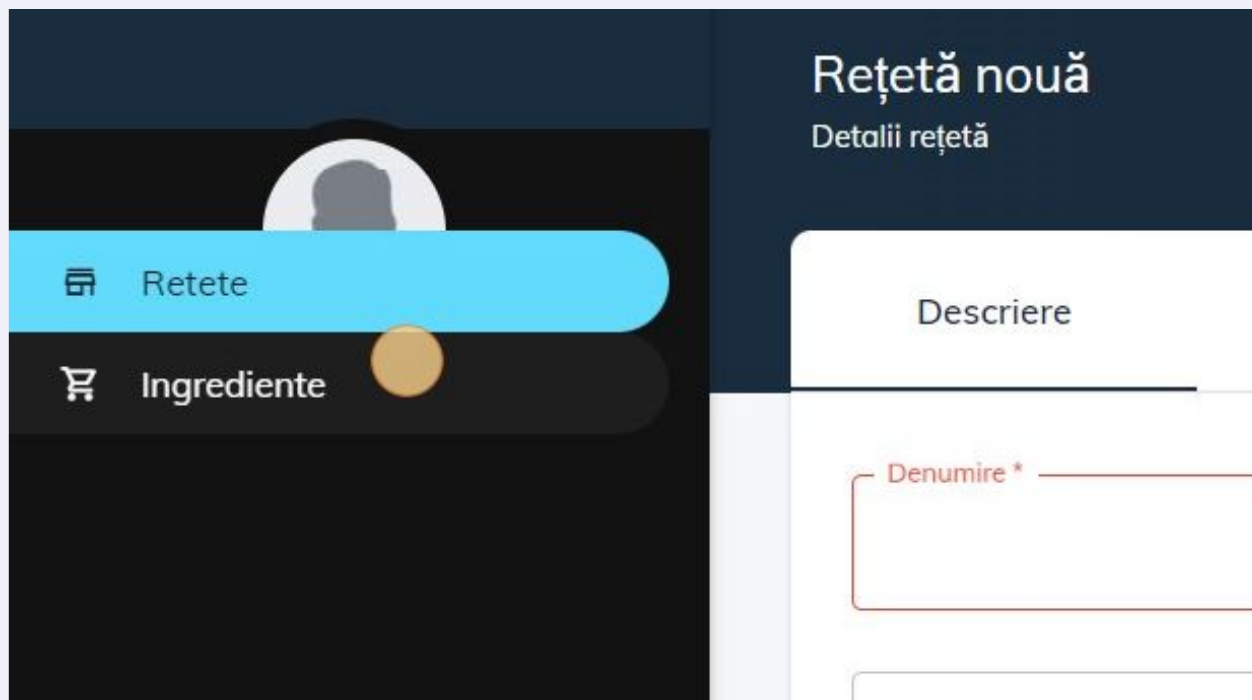 Rețetă nouă
Detalii rețetă
Retete
Ingrediente
Descriere
Denumire *